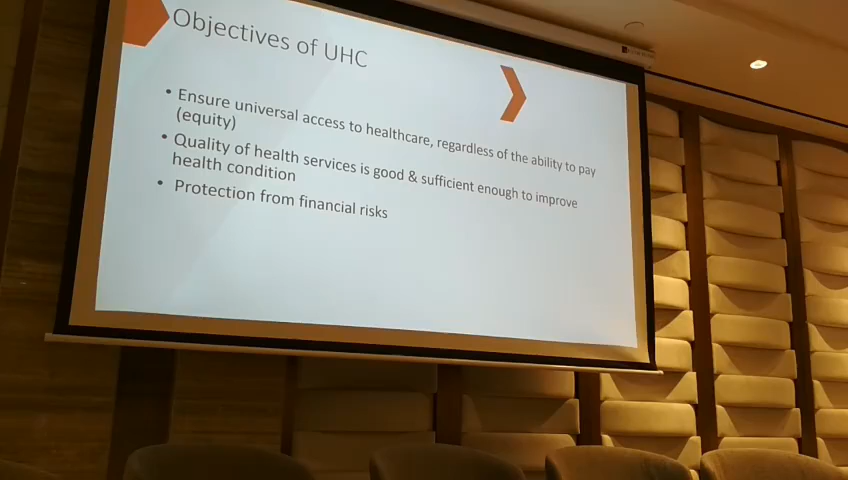 Objectives of UHC
• Ensure universal access to healthcare, regardless of the ability to pay
(equity)
• Quality of health services is good & sufficient enough to improve
health condition
• Protection from financial risks